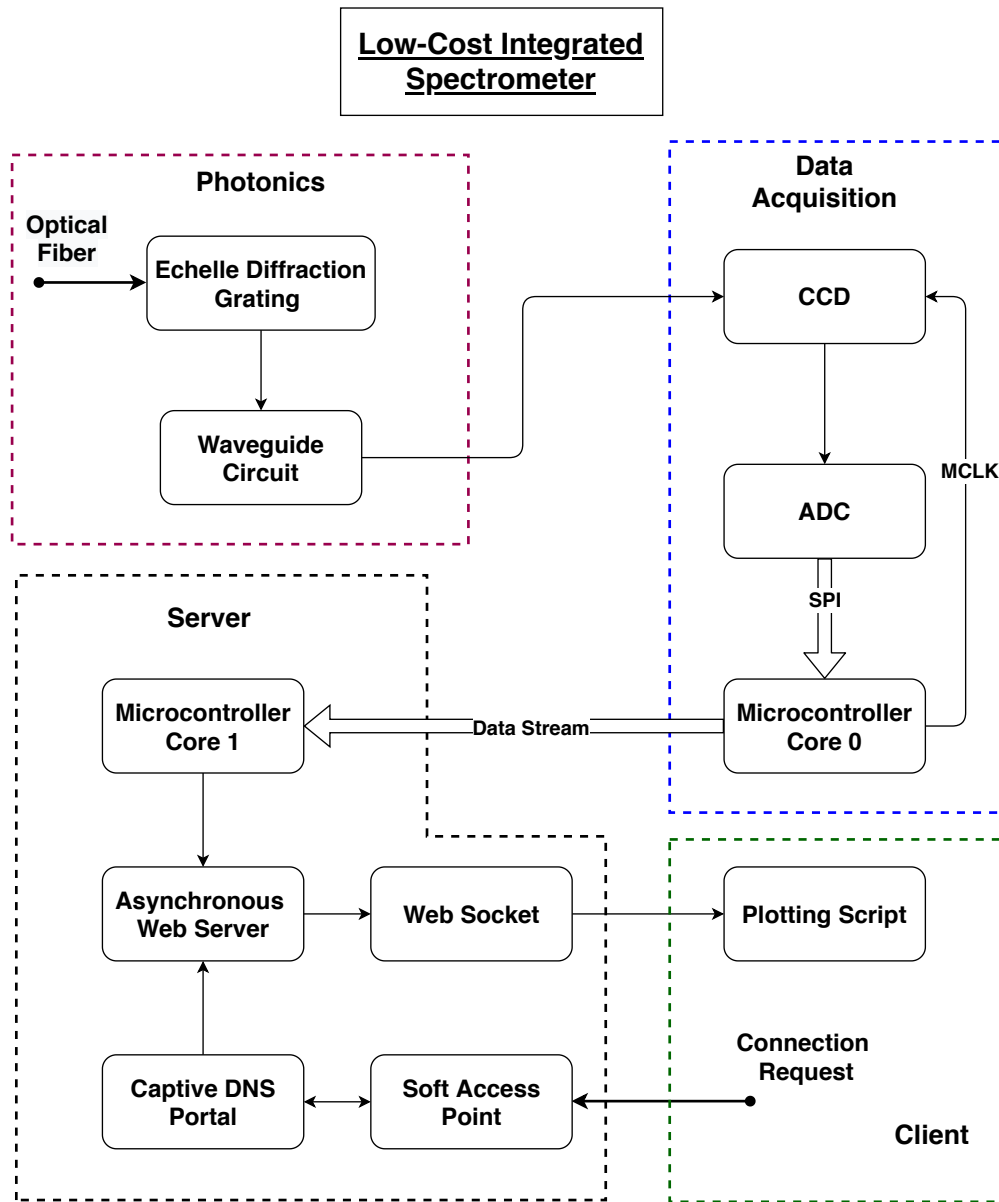 Low-Cost Integrated
Spectrometer
Photonics
Optical
Fiber
Echelle Diffraction
Grating
Waveguide
Circuit
Data
Acquisition
CCD
ADC
MCLK
SPI
Microcontroller
Core 0
Data Stream
Server
Microcontroller
Core 1
Asynchronous
Web Server
Web Socket
Plotting Script
Captive DNS
Portal
Soft Access
Point
Connection
Request
Client